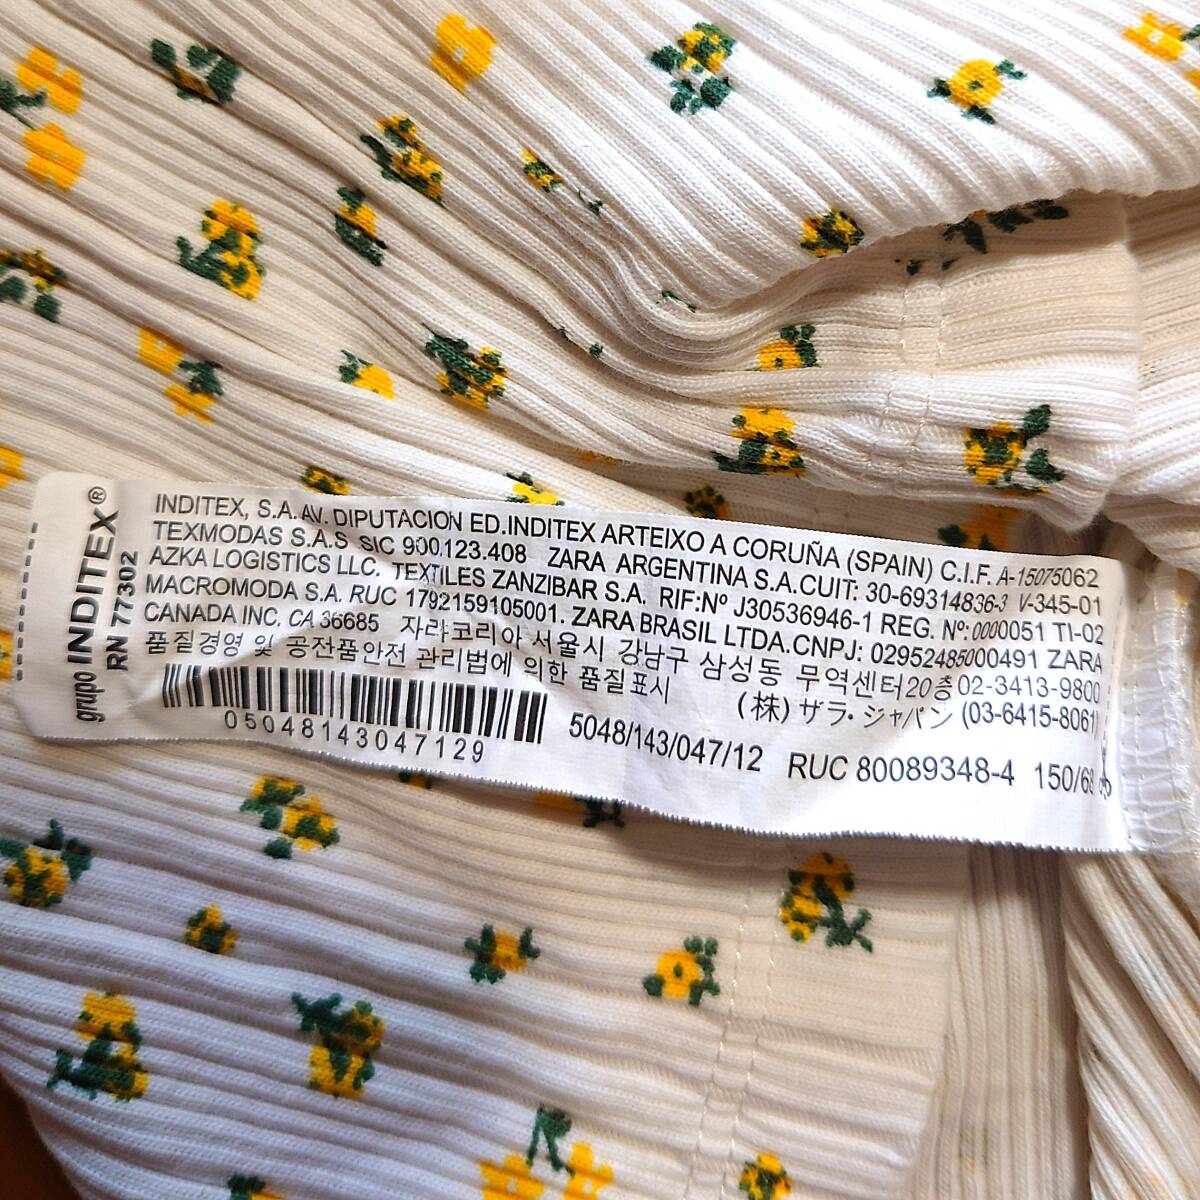 grupo INDITEX®
RN 77302
INDITEX, S.A. AV. DIPUTACION ED.INDITEX ARTEIXO A CORUÑA (SPAIN) C.I.F. A-15075062
TEXMODAS S.A.S SIC 900.123.408 ZARA ARGENTINA S.A.CUIT: 30-69314836-3 V-345-01
AZKA LOGISTICS LLC. TEXTILES ZANZIBAR S.A. RIF:Nº J30536946-1 REG. Nº: 0000051 TI-02
MACROMODA S.A. RUC 1792159105001. ZARA BRASIL LTDA.CNPJ: 02952485000491 ZARA
CANADA INC. CA 36685 자라코리아 서울시 강남구 삼성동 무역센터20층 02-3413-9800
품질경영 및 공전품안전 관리법에 의한 품질표시 (株) ザラ・ジャパン (03-6415-8061)
05048143047129
5048/143/047/12 RUC 80089348-4 150/68